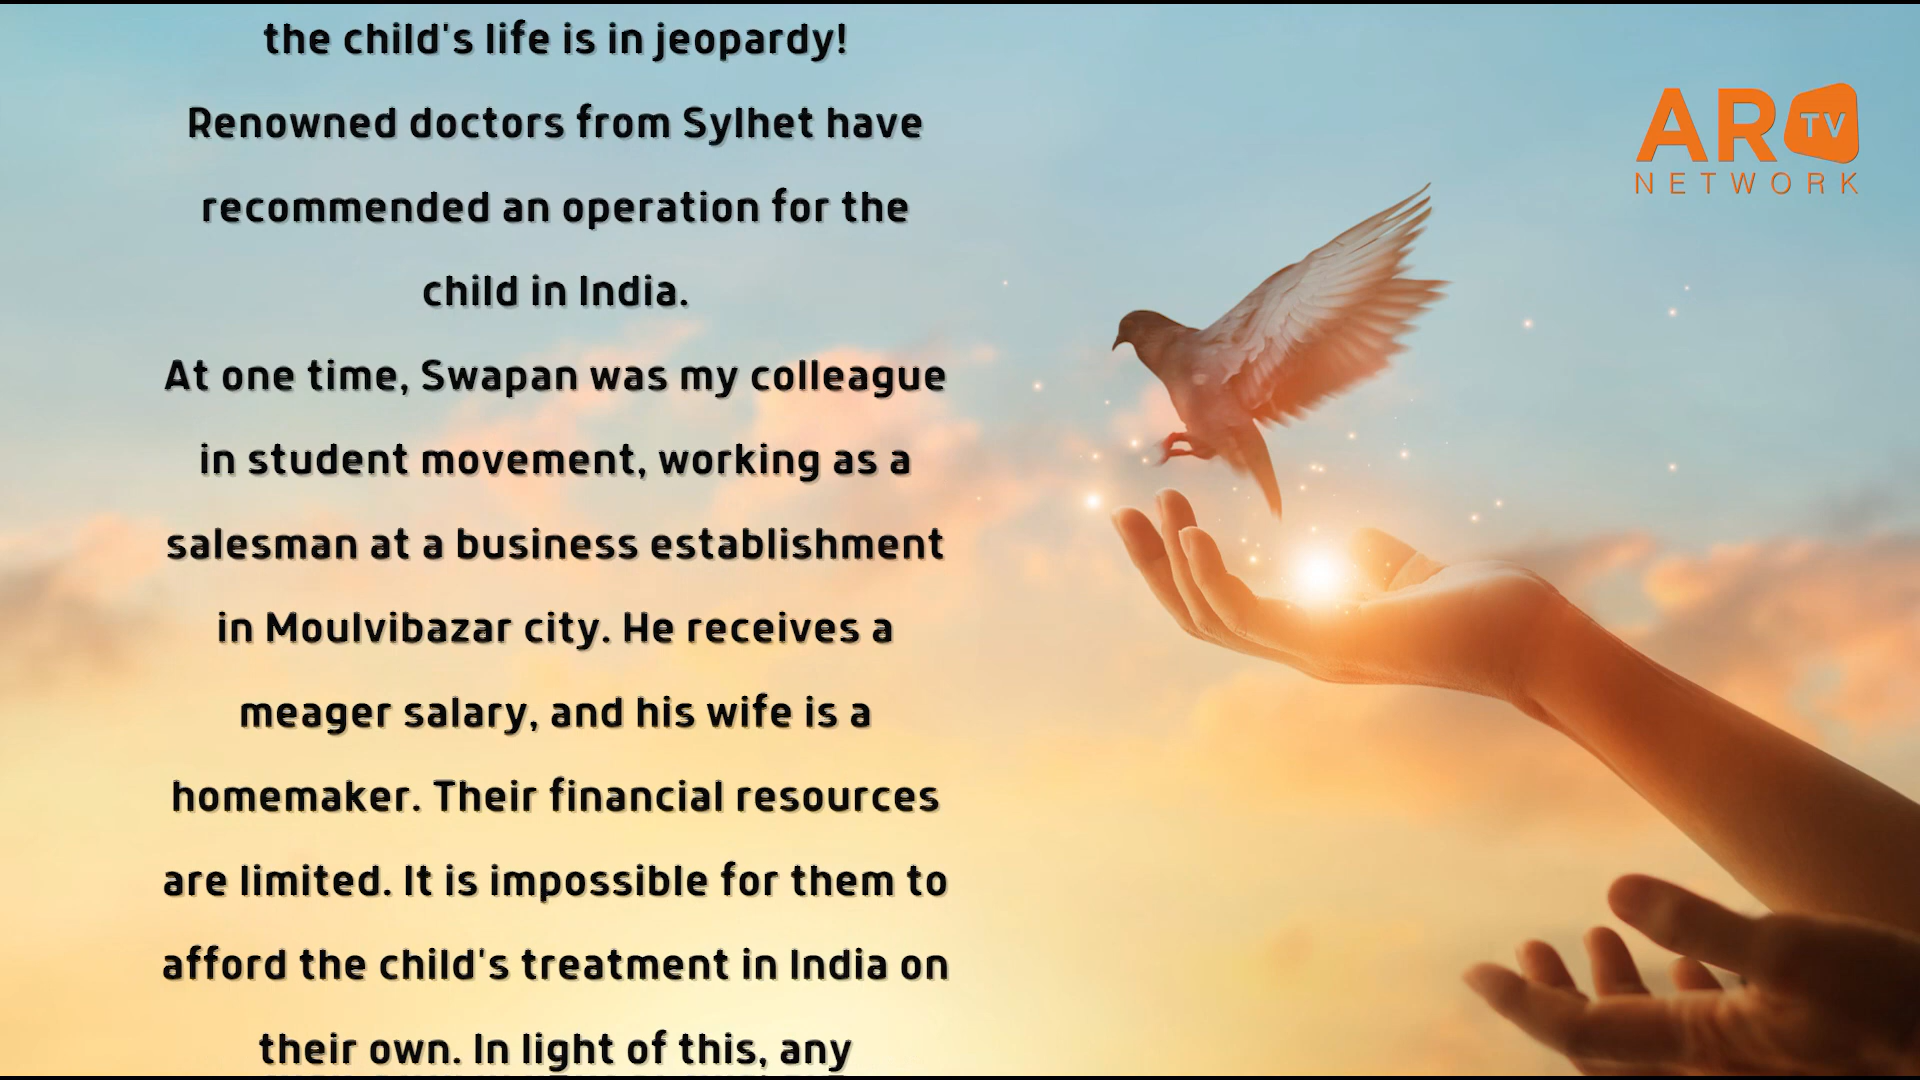 the child's life is in jeopardy!
Renowned doctors from Sylhet have
recommended an operation for the
child in India.
At one time, Swapan was my colleague
in student movement, working as a
salesman at a business establishment
in Moulvibazar city. He receives a
meager salary, and his wife is a
homemaker. Their financial resources
are limited. It is impossible for them to
afford the child's treatment in India on
their own. In light of this, any
AR TV
NETWORK